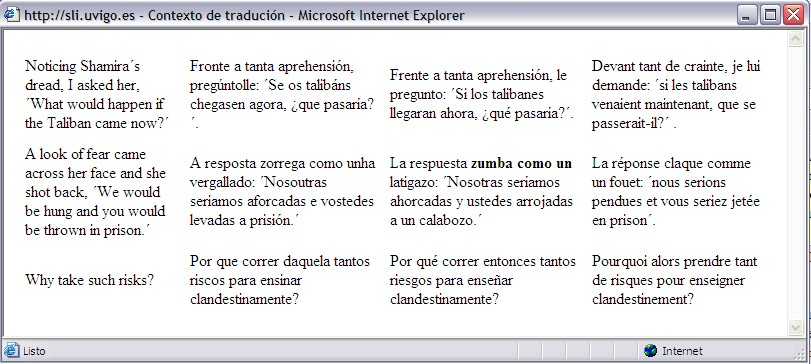 http://sli.uvigo.es - Contexto de tradución - Microsoft Internet Explorer
Noticing Shamira´s
dread, I asked her,
´What would happen if
the Taliban came now?´
Fronte a tanta aprehensión,
pregúntolle: ´Se os talibáns
chegasen agora, ¿que pasaría?
´.
Frente a tanta aprehensión, le
pregunto: ´Si los talibanes
llegaran ahora, ¿qué pasaría?´.
Devant tant de crainte, je lui
demande: ´si les talibans
venaient maintenant, que se
passerait-il?´ .
A look of fear came
across her face and she
shot back, ´We would
be hung and you would
be thrown in prison.´
A resposta zorrega como unha
vergallado: ´Nosoutras
seriamos aforcadas e vostedes
levadas a prisión.´
La respuesta zumba como un
latigazo: ´Nosotras seriamos
ahorcadas y ustedes arrojadas
a un calabozo.´
La réponse claque comme
un fouet: ´nous serions
pendues et vous seriez jetée
en prison´.
Why take such risks?
Por que correr daquela tantos
riscos para ensinar
clandestinamente?
Por qué correr entonces tantos
riesgos para enseñar
clandestinamente?
Pourquoi alors prendre tant
de risques pour enseigner
clandestinement?
Listo
Internet